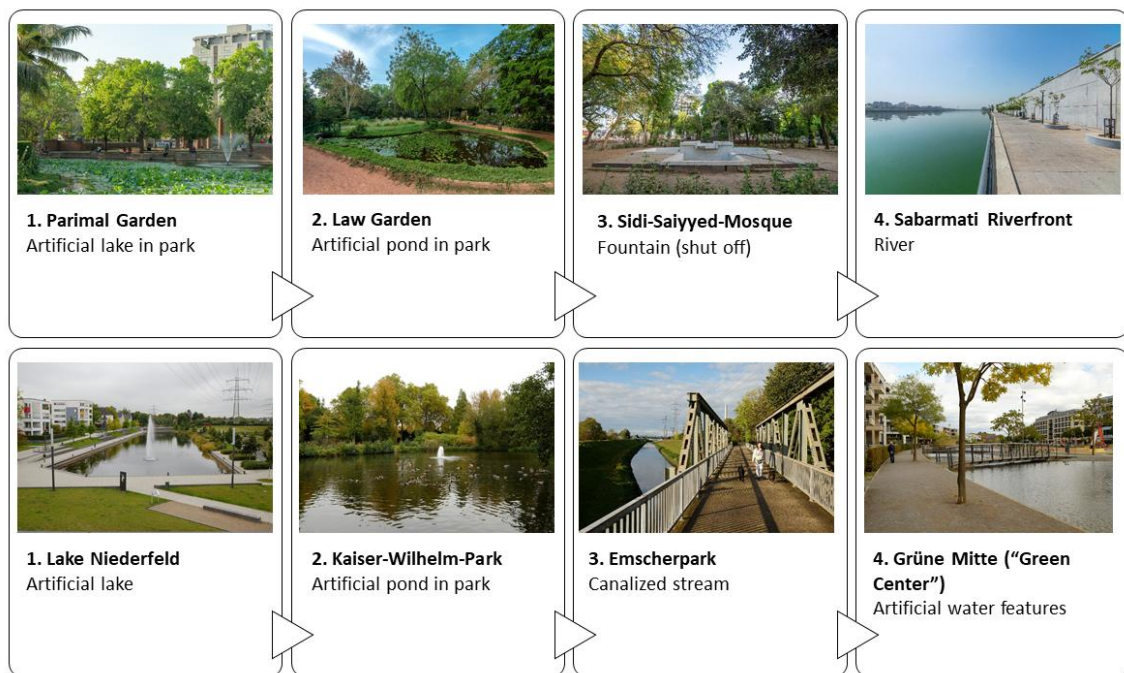 1. Parimal Garden
Artificial lake in park
2. Law Garden
Artificial pond in park
3. Sidi-Saiyyed-Mosque
Fountain (shut off)
4. Sabarmati Riverfront
River
1. Lake Niederfeld
Artificial lake
2. Kaiser-Wilhelm-Park
Artificial pond in park
3. Emscherpark
Canalized stream
4. Grüne Mitte (“Green
Center”)
Artificial water features